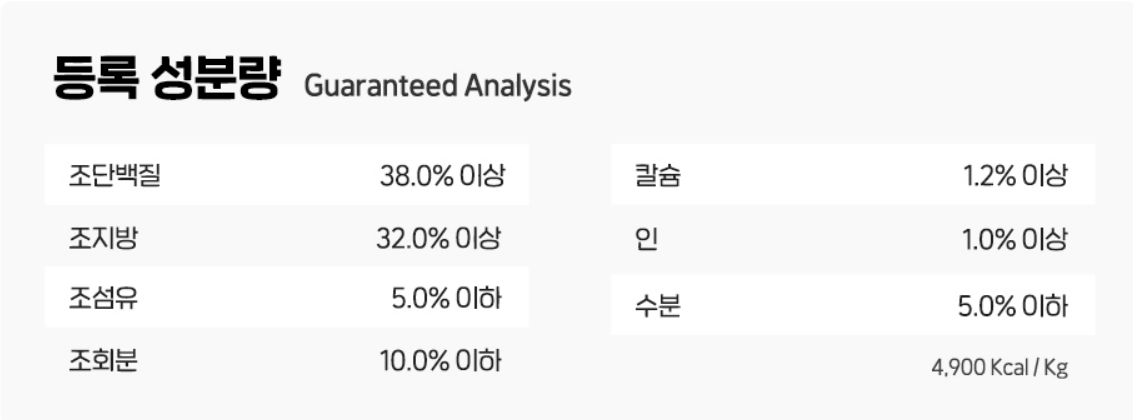 등록 성분량 Guaranteed Analysis
조단백질 38.0% 이상
조지방 32.0% 이상
조섬유 5.0% 이하
조회분 10.0% 이하
칼슘 1.2% 이상
인 1.0% 이상
수분 5.0% 이하
4,900 Kcal / Kg